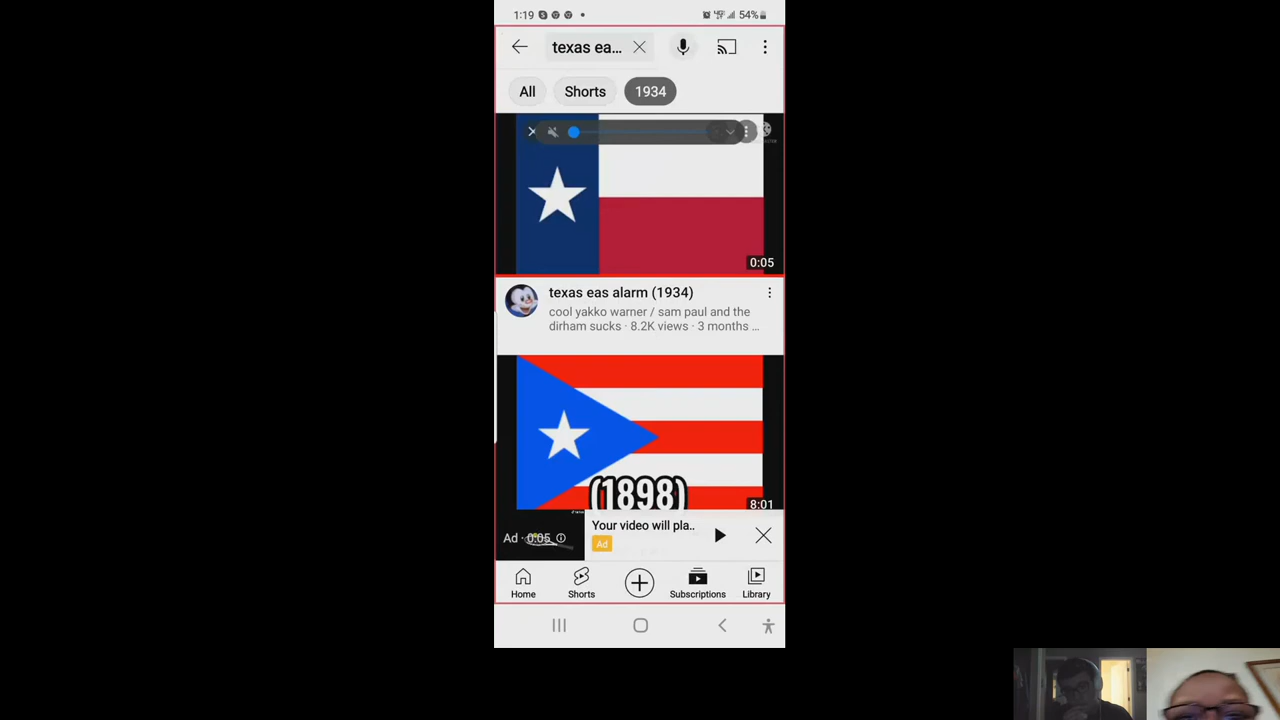 1:19 54%
texas ea...
All Shorts 1934
0:05
texas eas alarm (1934)
cool yakko warner / sam paul and the
dirham sucks · 8.2K views · 3 months ...
(1898)
8:01
Ad · 0:05
Your video will pla..
Ad
Home Shorts Subscriptions Library